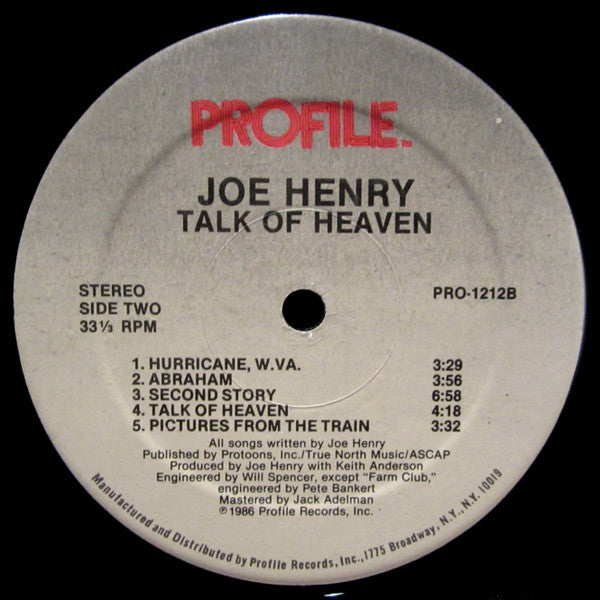 PROFILE™
JOE HENRY
TALK OF HEAVEN
STEREO
SIDE TWO
33⅓ RPM
PRO-1212B
1. HURRICANE, W.VA. 3:29
2. ABRAHAM 3:56
3. SECOND STORY 6:58
4. TALK OF HEAVEN 4:18
5. PICTURES FROM THE TRAIN 3:32
All songs written by Joe Henry
Published by Protoons, Inc./True North Music/ASCAP
Produced by Joe Henry with Keith Anderson
Engineered by Will Spencer, except "Farm Club,"
engineered by Pete Bankert
Mastered by Jack Adelman
℗1986 Profile Records, Inc.
Manufactured and Distributed by Profile Records, Inc., 1775 Broadway, N.Y., N.Y. 10019